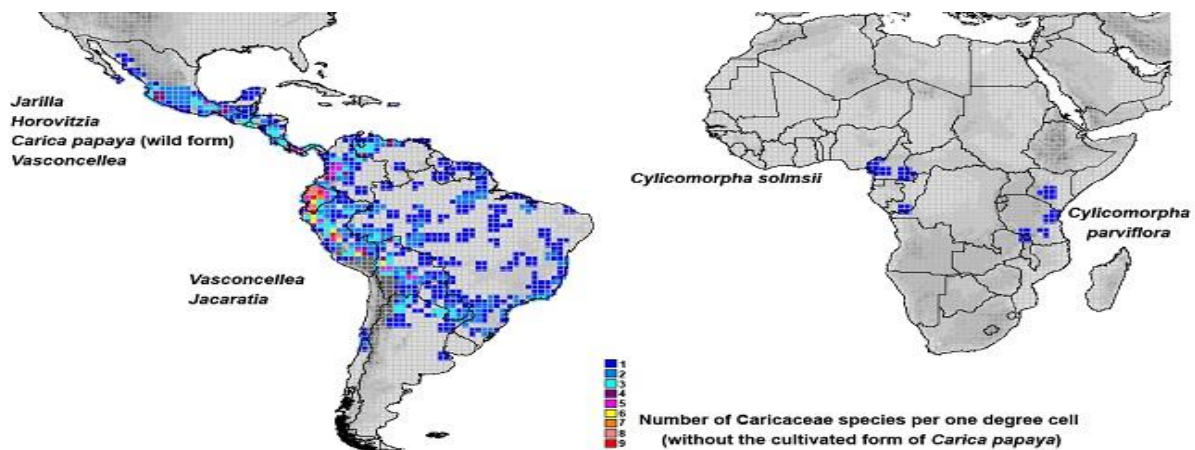 Jarilla
Horovitzia
Carica papaya (wild form)
Vasconcellea
Vasconcellea
Jacaratia
Cylicomorpha solmsii
Cylicomorpha
parviflora
1
2
3
4
5
6
7
8
9
Number of Caricaceae species per one degree cell
(without the cultivated form of Carica papaya)